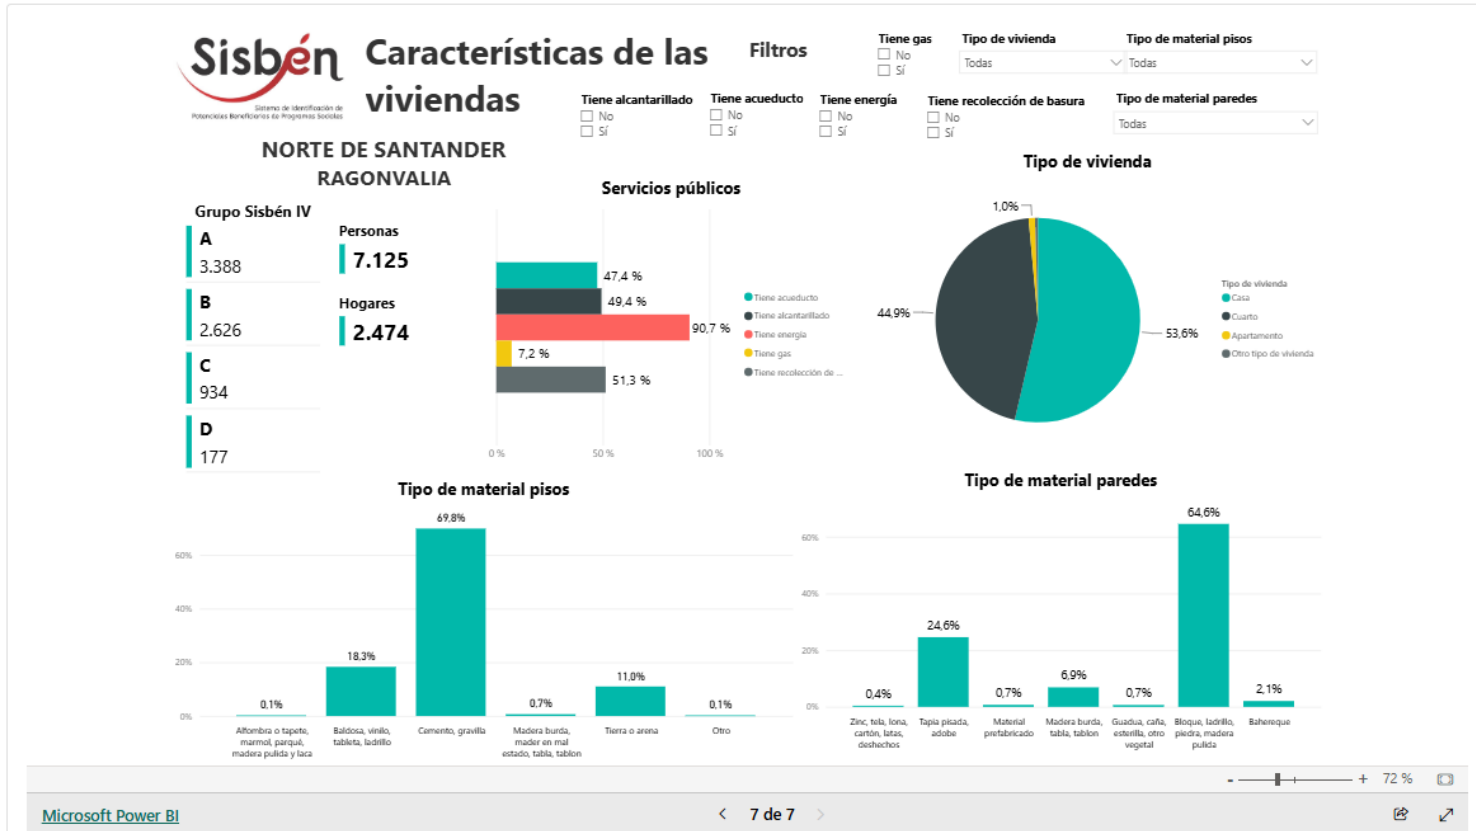 Sisbén
Sistema de Identificación de
Potenciales Beneficiarios de Programas Sociales
Características de las
viviendas
Filtros
Tiene gas
No
Sí
Tipo de vivienda
Todas
Tipo de material pisos
Todas
Tiene alcantarillado
No
Sí
Tiene acueducto
No
Sí
Tiene energía
No
Sí
Tiene recolección de basura
No
Sí
Tipo de material paredes
Todas
NORTE DE SANTANDER
RAGONVALIA
Grupo Sisbén IV
A
3.388
B
2.626
C
934
D
177
Personas
7.125
Hogares
2.474
Servicios públicos
47,4 %
49,4 %
90,7 %
7,2 %
51,3 %
0 %
50 %
100 %
Tiene acueducto
Tiene alcantarillado
Tiene energía
Tiene gas
Tiene recolección de ...
Tipo de vivienda
1,0%
44,9%
53,6%
Tipo de vivienda
Casa
Cuarto
Apartamento
Otro tipo de vivienda
Tipo de material pisos
60%
40%
20%
0%
0,1%
18,3%
69,8%
0,7%
11,0%
0,1%
Alfombra o tapete,
marmol, parqué,
madera pulida y laca
Baldosa, vinilo,
tableta, ladrillo
Cemento, gravilla
Madera burda,
mader en mal
estado, tabla, tablon
Tierra o arena
Otro
Tipo de material paredes
60%
40%
20%
0%
0,4%
24,6%
0,7%
6,9%
0,7%
64,6%
2,1%
Zinc, tela, lona,
cartón, latas,
deshechos
Tapia pisada,
adobe
Material
prefabricado
Madera burda,
tabla, tablon
Guadua, caña,
esterilla, otro
vegetal
Bloque, ladrillo,
piedra, madera
pulida
Bahereque
- + 72 %
Microsoft Power BI
7 de 7